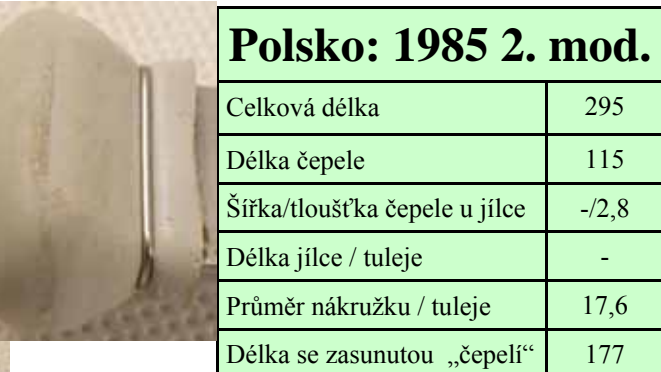 Polsko: 1985 2. mod.
Celková délka 295
Délka čepele 115
Šířka/tloušťka čepele u jílce -/2,8
Délka jílce / tuleje -
Průměr nákružku / tuleje 17,6
Délka se zasunutou „čepelí“ 177